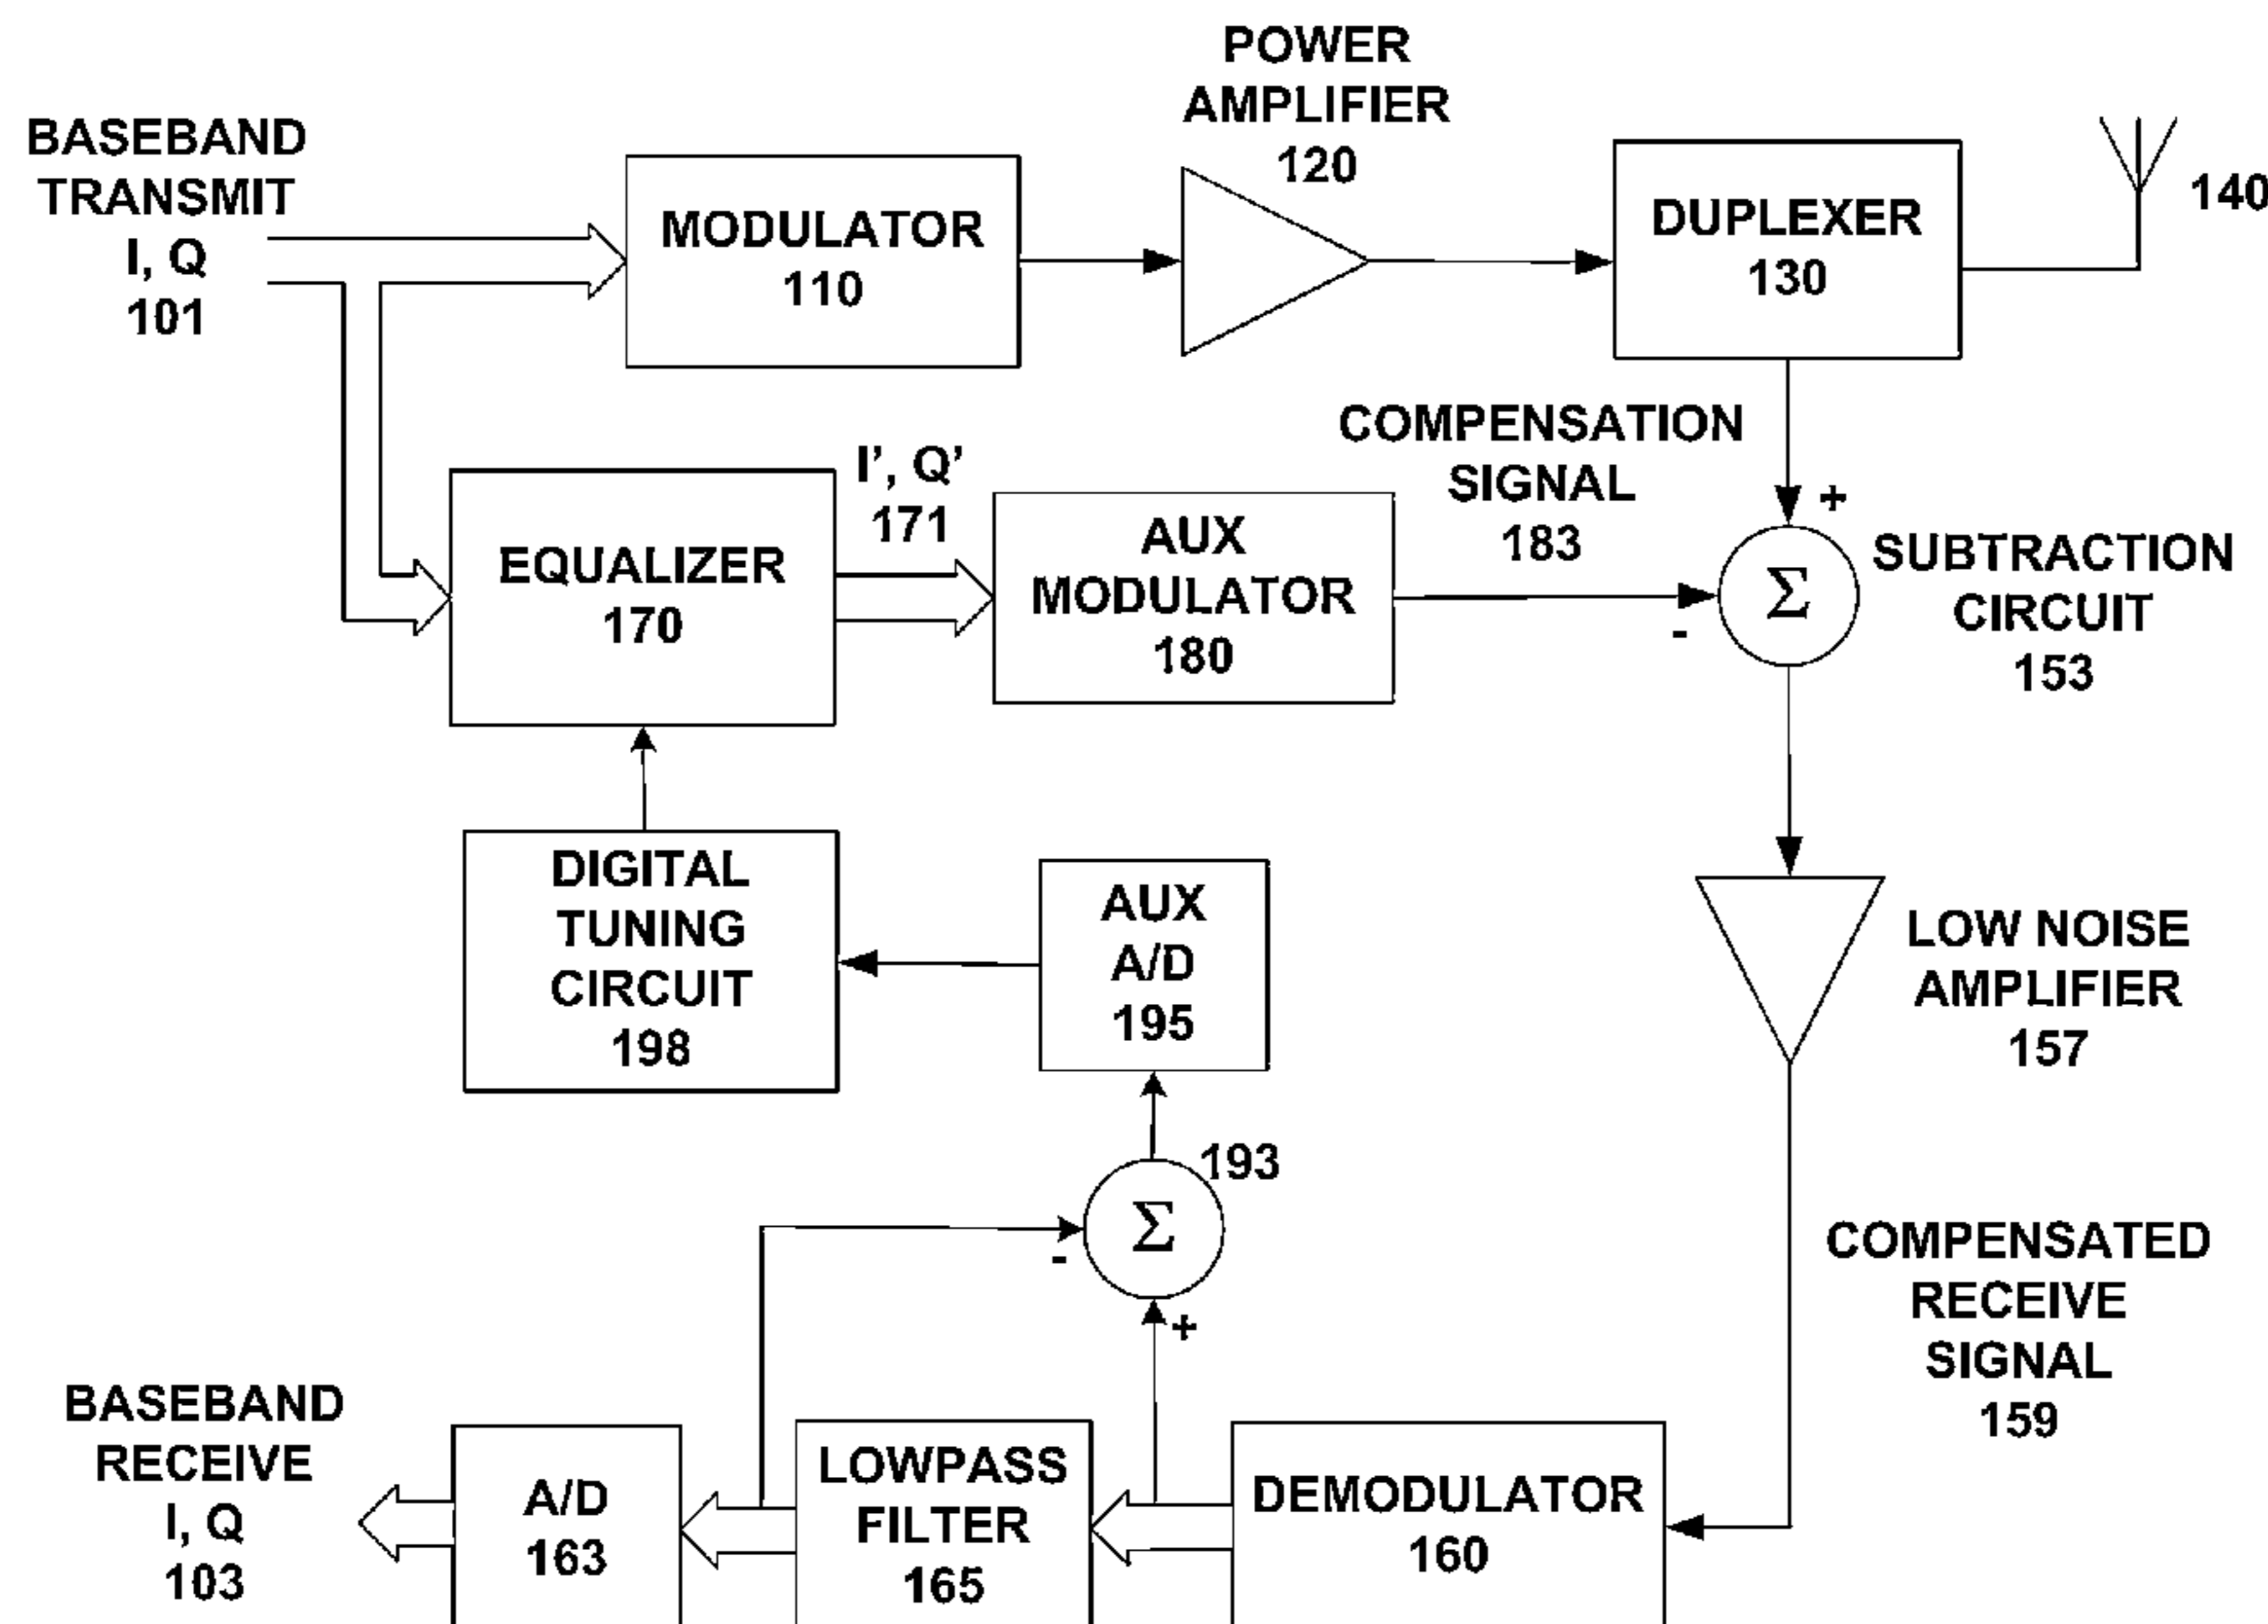 POWER
AMPLIFIER
120
BASEBAND
TRANSMIT
I, Q
101
MODULATOR
110
DUPLEXER
130
140
COMPENSATION
SIGNAL
183
+
-
Σ
SUBTRACTION
CIRCUIT
153
EQUALIZER
170
I’, Q’
171
AUX
MODULATOR
180
DIGITAL
TUNING
CIRCUIT
198
AUX
A/D
195
LOW NOISE
AMPLIFIER
157
193
Σ
-
+
COMPENSATED
RECEIVE
SIGNAL
159
BASEBAND
RECEIVE
I, Q
103
A/D
163
LOWPASS
FILTER
165
DEMODULATOR
160